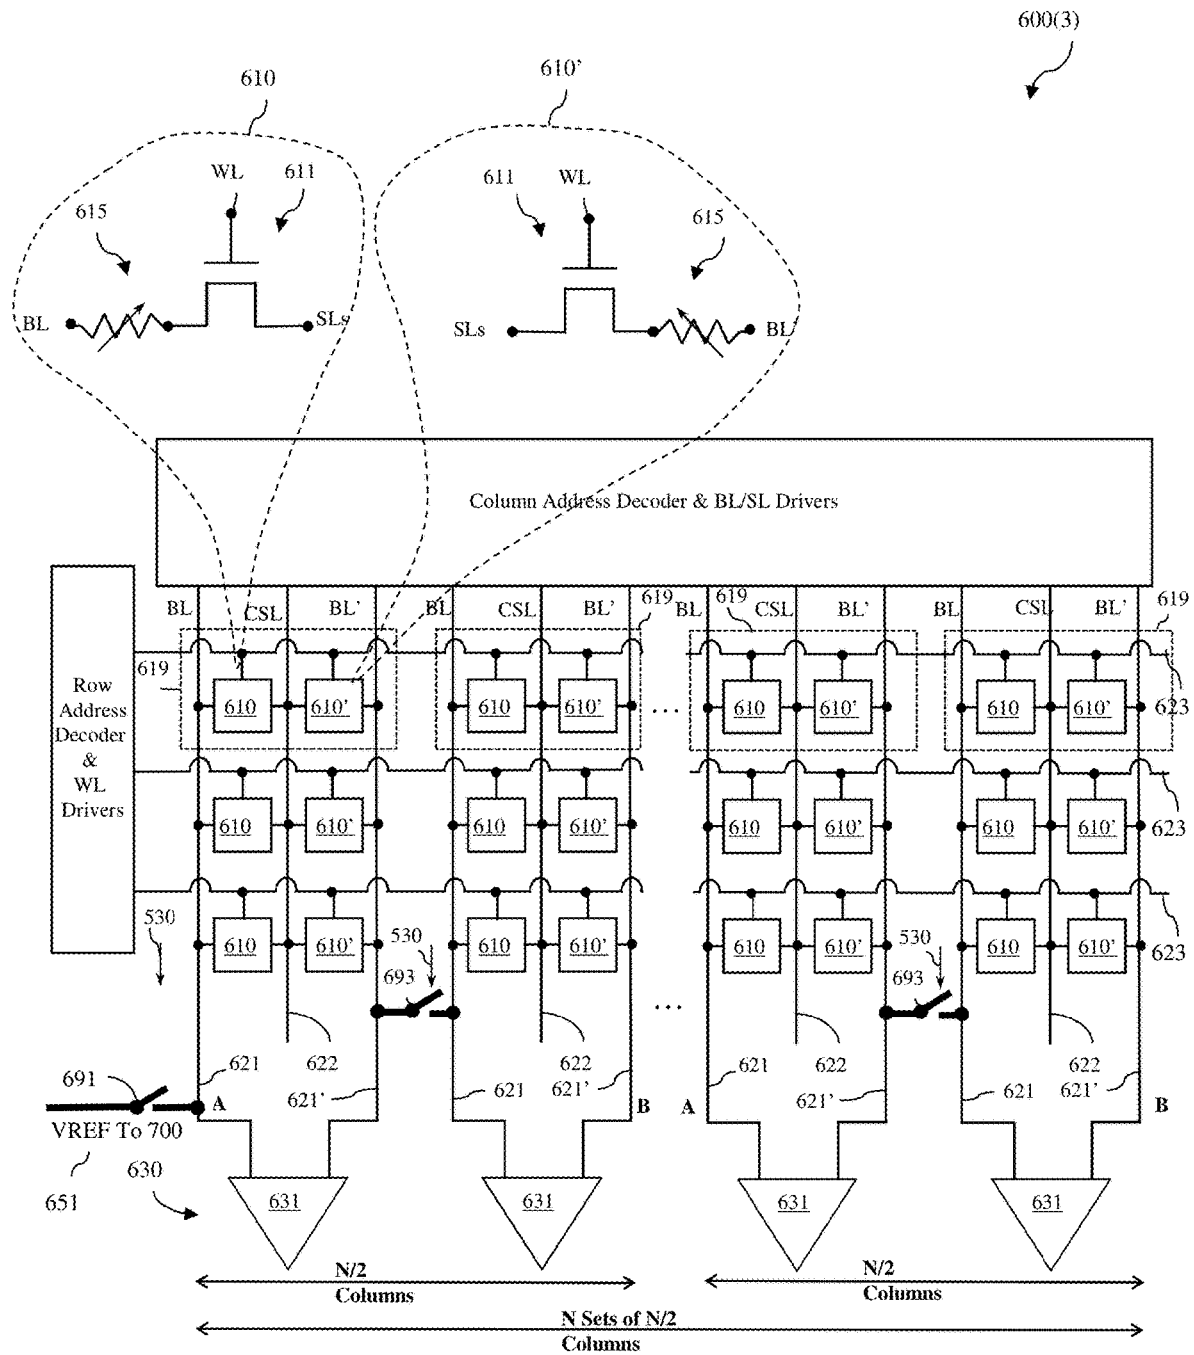 600(3)
610
610'
WL
611
611
WL
615
615
BL
SLs
SLs
BL
Column Address Decoder & BL/SL Drivers
BL
CSL
BL'
BL
CSL
BL'
619
BL
619
CSL
BL'
BL
CSL
BL'
619
619
Row
Address
Decoder
&
WL
Drivers
610
610'
610
610'
...
610
610'
610
610'
623
610
610'
610
610'
610
610'
610
610'
623
530
610
610'
530
610
610'
610
610'
530
610
610'
623
693
693
...
622
622
622
622
621
621'
621
621'
621
621'
621
621'
691
A
B
A
B
VREF To 700
651
630
631
631
631
631
N/2
Columns
N/2
Columns
N Sets of N/2
Columns